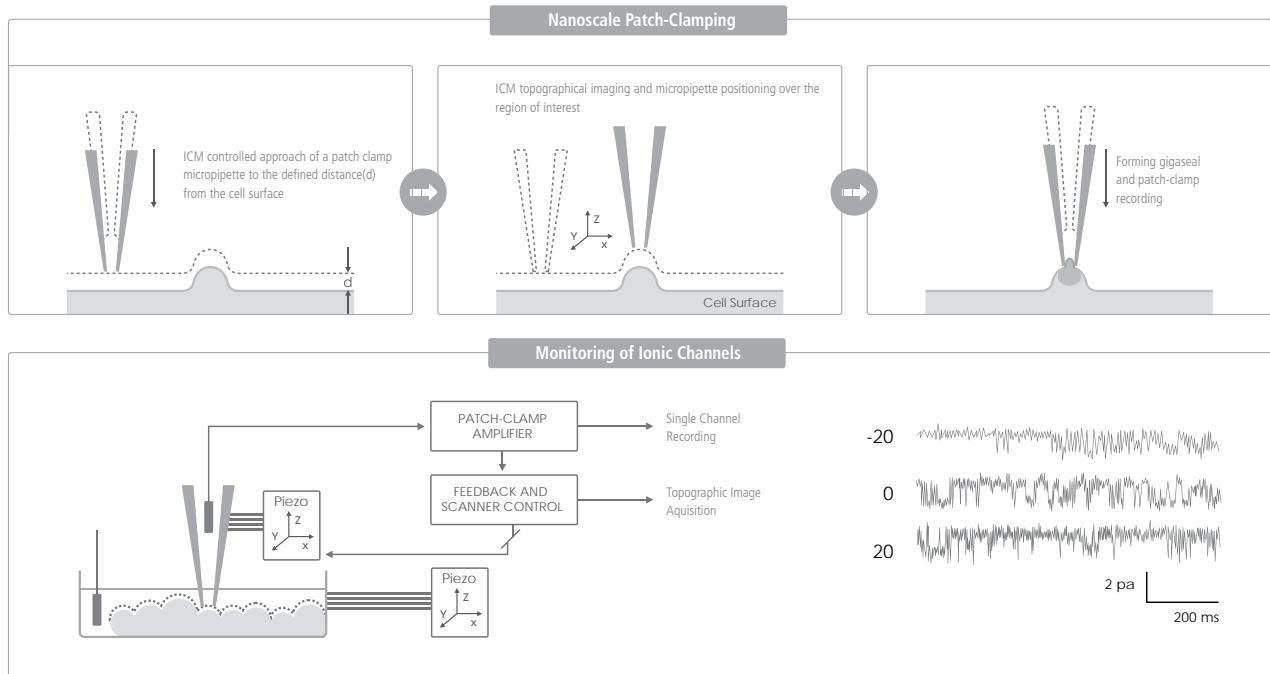 Nanoscale Patch-Clamping
ICM controlled approach of a patch clamp
micropipette to the defined distance(d)
from the cell surface
d
ICM topographical imaging and micropipette positioning over the
region of interest
Z
Y
x
Cell Surface
Forming gigaseal
and patch-clamp
recording
Monitoring of Ionic Channels
PATCH-CLAMP
AMPLIFIER
Single Channel
Recording
FEEDBACK AND
SCANNER CONTROL
Topographic Image
Aquisition
Piezo
Z
Y
x
Piezo
Z
Y
x
-20
0
20
2 pa
200 ms